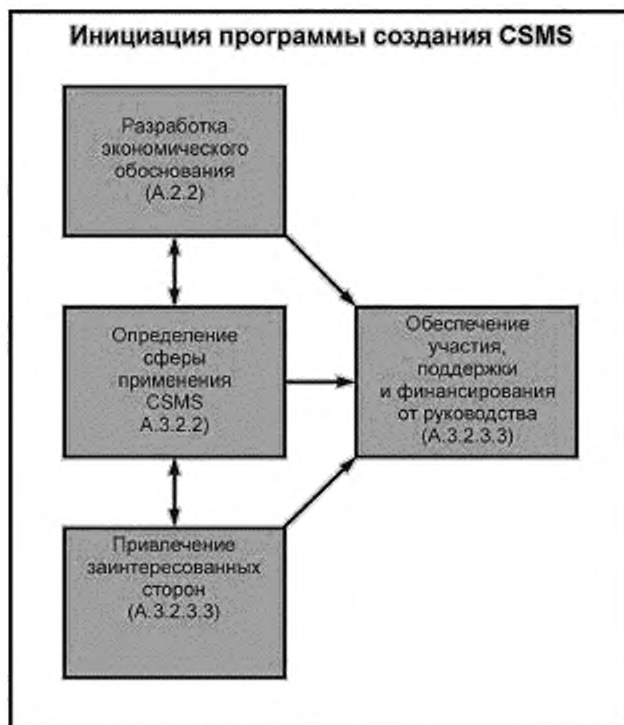 Инициация программы создания CSMS
Разработка
экономического
обоснования
(A.2.2)
Определение
сферы
применения
CSMS
A.3.2.2)
Обеспечение
участия,
поддержки
и финансирования
от руководства
(A.3.2.3.3)
Привлечение
заинтересованных
сторон
(A.3.2.3.3)